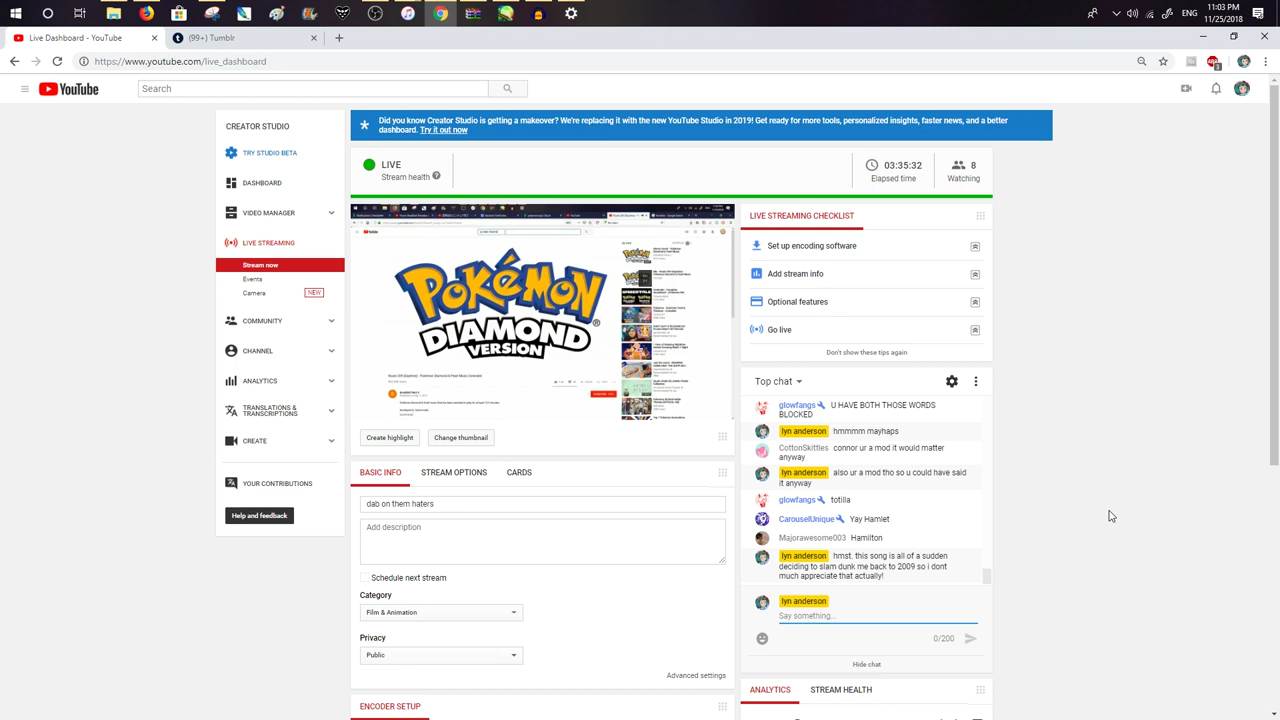 11:03 PM
ENG
11/25/2018
Live Dashboard - YouTube
(99+) Tumblr
https://www.youtube.com/live_dashboard
YouTube
Search
CREATOR STUDIO
TRY STUDIO BETA
DASHBOARD
VIDEO MANAGER
LIVE STREAMING
Stream now
Events
Camera
NEW
COMMUNITY
CHANNEL
ANALYTICS
TRANSLATIONS &
TRANSCRIPTIONS
CREATE
YOUR CONTRIBUTIONS
Help and feedback
Did you know Creator Studio is getting a makeover? We're replacing it with the new YouTube Studio in 2019! Get ready for more tools, personalized insights, faster news, and a better
dashboard. Try it out now
LIVE
Stream health
03:35:32
Elapsed time
8
Watching
POKéMON
DIAMOND
VERSION
Create highlight
Change thumbnail
BASIC INFO
STREAM OPTIONS
CARDS
dab on them haters
Add description
Schedule next stream
Category
Film & Animation
Privacy
Public
Advanced settings
ENCODER SETUP
LIVE STREAMING CHECKLIST
Set up encoding software
Add stream info
Optional features
Go live
Don't show these tips again
Top chat
glowfangs U HAVE BOTH THOSE WORDS
BLOCKED
lyn anderson hmmmm mayhaps
CottonSkittles connor ur a mod it would matter
anyway
lyn anderson also ur a mod tho so u could have said
it anyway
glowfangs totilla
CarouselUnique Yay Hamlet
Majorawesome003 Hamilton
lyn anderson hmst. this song is all of a sudden
deciding to slam dunk me back to 2009 so i dont
much appreciate that actually!
lyn anderson
Say something...
0/200
Hide chat
ANALYTICS
STREAM HEALTH